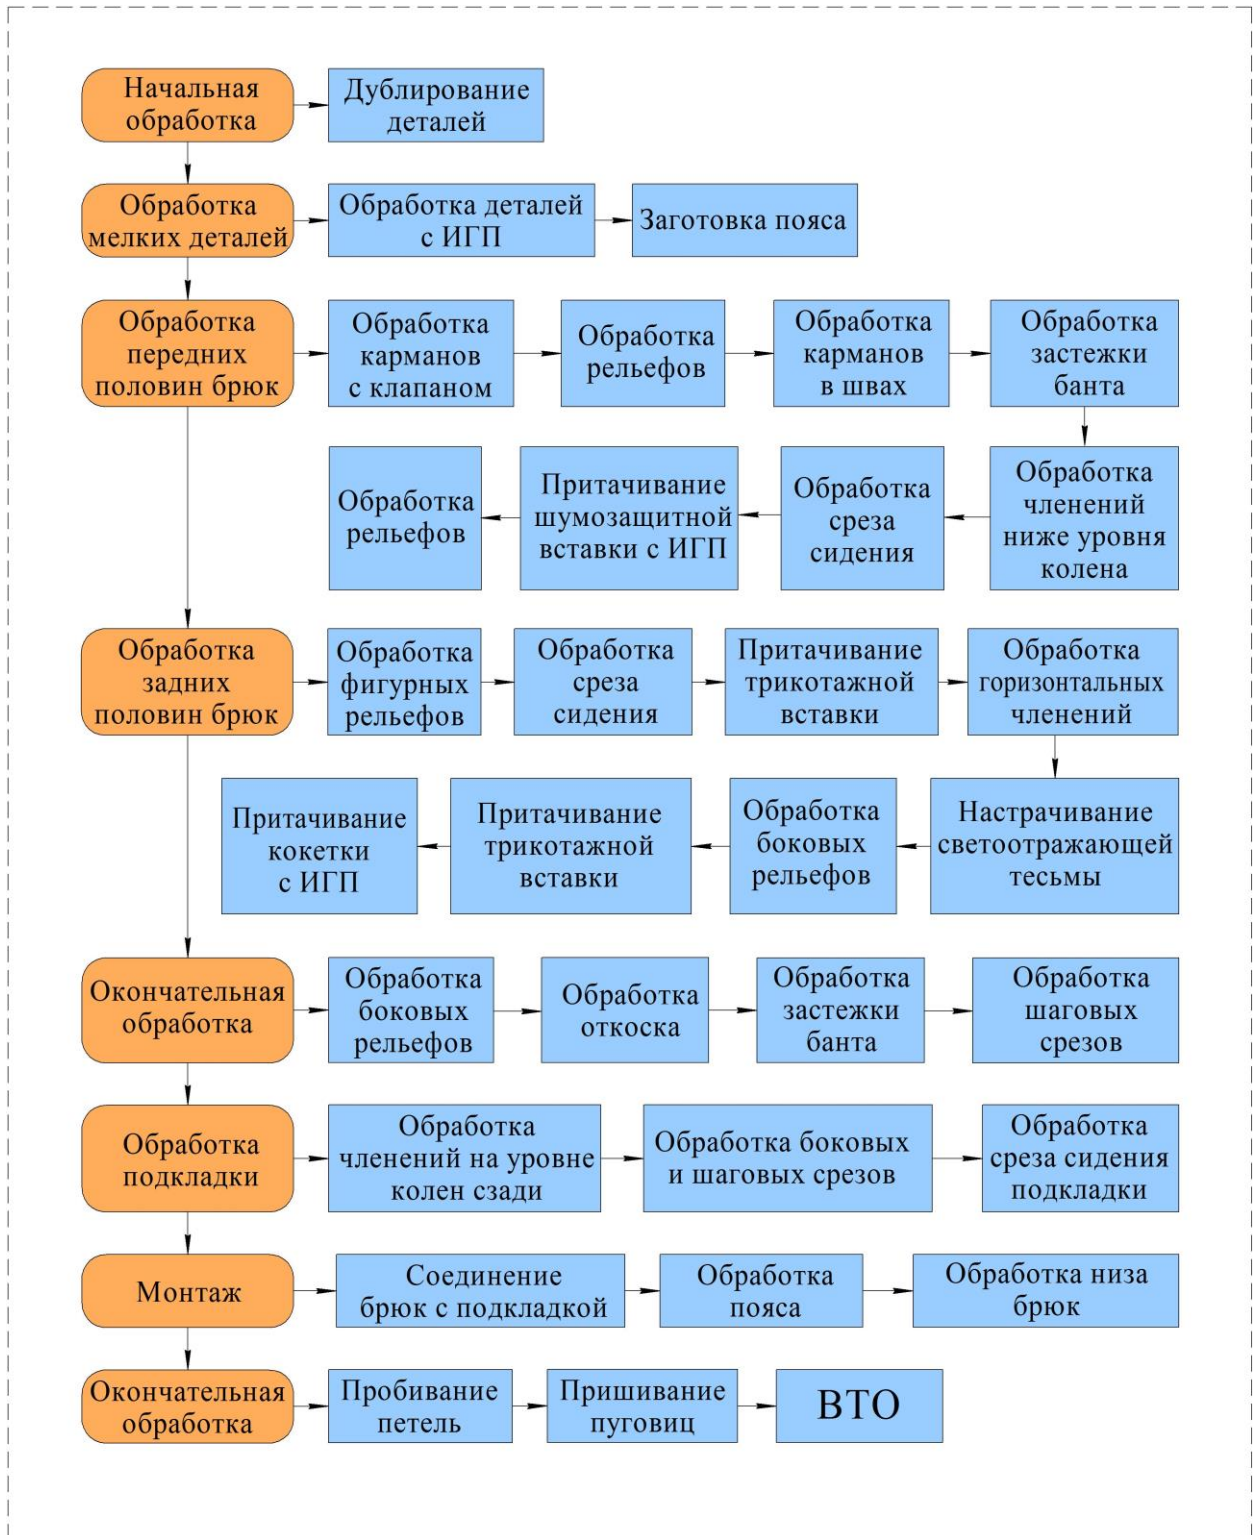 Начальная
обработка
Дублирование
деталей
Обработка
мелких деталей
Обработка деталей
с ИГП
Заготовка пояса
Обработка
передних
половин брюк
Обработка
карманов
с клапаном
Обработка
рельефов
Обработка
карманов
в швах
Обработка
застежки
банта
Обработка
членений
ниже уровня
колена
Обработка
среза
сидения
Притачивание
шумозащитной
вставки с ИГП
Обработка
рельефов
Обработка
задних
половин брюк
Обработка
фигурных
рельефов
Обработка
среза
сидения
Притачивание
трикотажной
вставки
Обработка
горизонтальных
членений
Настрачивание
светоотражающей
тесьмы
Обработка
боковых
рельефов
Притачивание
трикотажной
вставки
Притачивание
кокетки
с ИГП
Окончательная
обработка
Обработка
боковых
рельефов
Обработка
откоска
Обработка
застежки
банта
Обработка
шаговых
срезов
Обработка
подкладки
Обработка
членений на уровне
колен сзади
Обработка боковых
и шаговых срезов
Обработка
среза сидения
подкладки
Монтаж
Соединение
брюк с подкладкой
Обработка
пояса
Обработка низа
брюк
Окончательная
обработка
Пробивание
петель
Пришивание
пуговиц
ВТО